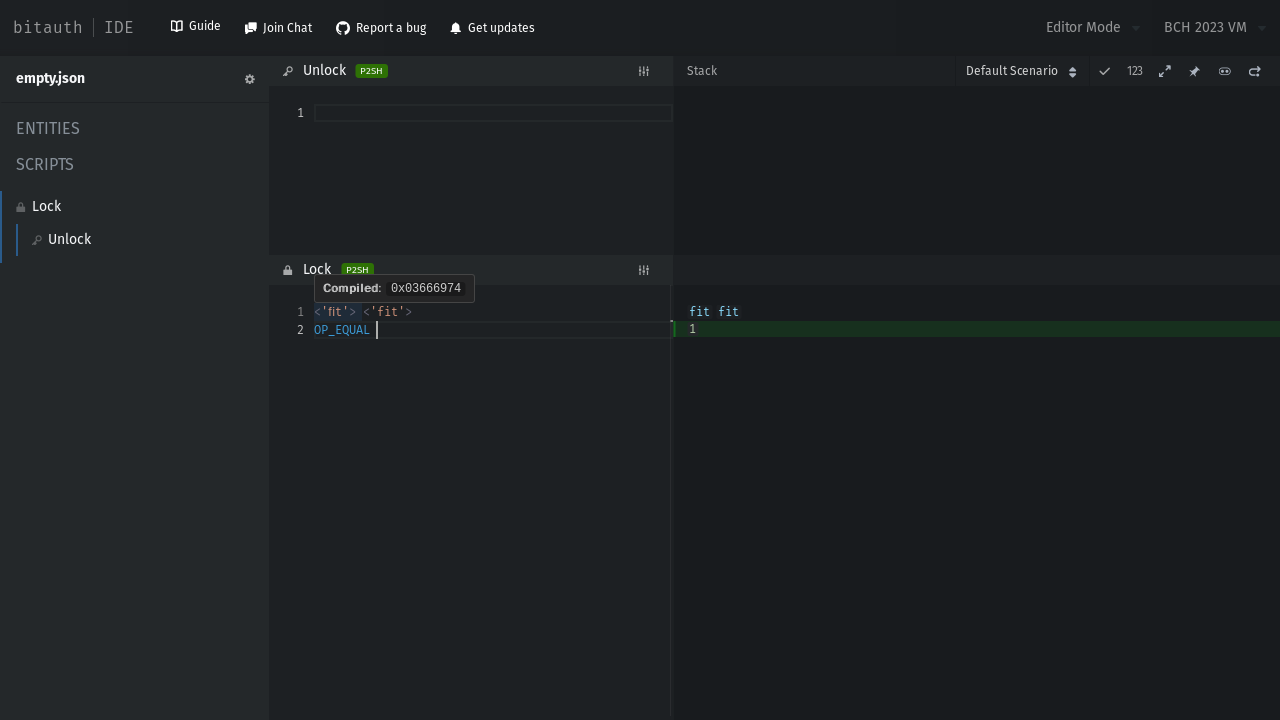 bitauth | IDE
Guide
Join Chat
Report a bug
Get updates
Editor Mode
BCH 2023 VM
empty.json
ENTITIES
SCRIPTS
Lock
Unlock
Unlock P2SH
1
Stack
Default Scenario
123
Lock P2SH
Compiled: 0x03666974
1 <'fit'> <'fit'>
2 OP_EQUAL
fit fit
1